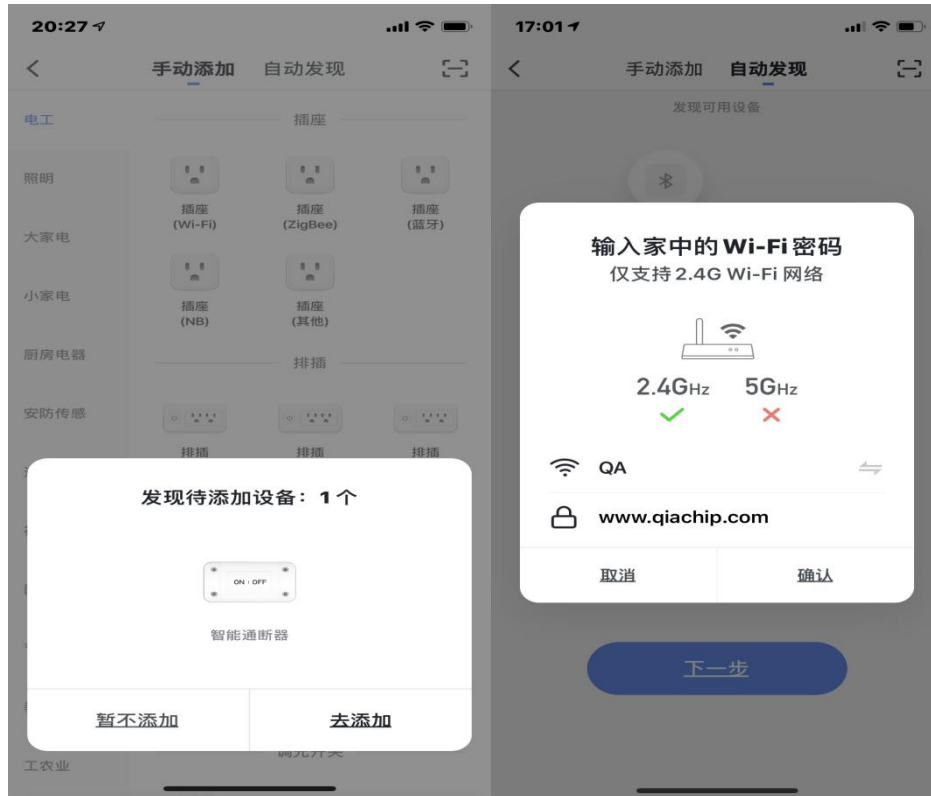 20:27
手动添加 自动发现
电工
插座
照明
插座
(Wi-Fi)
插座
(ZigBee)
插座
(蓝牙)
大家电
小家电
插座
(NB)
插座
(其他)
厨房电器
排插
安防传感
排插
排插
排插
发现待添加设备：1个
ON
OFF
智能通断器
暂不添加
去添加
调光开关
工农业
17:01
手动添加 自动发现
发现可用设备
输入家中的 Wi-Fi 密码
仅支持 2.4G Wi-Fi 网络
2.4GHz 5GHz
QA
www.qiachip.com
取消
确认
下一步